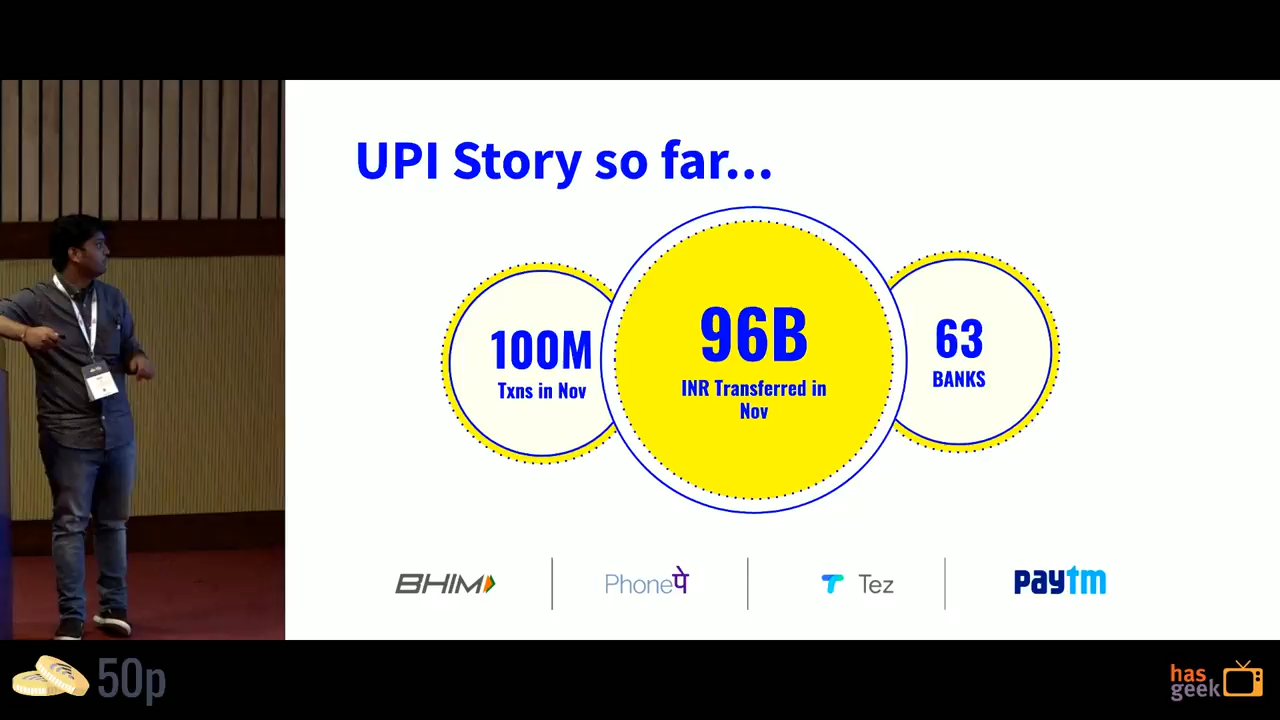 UPI Story so far...
100M
Txns in Nov
96B
INR Transferred in
Nov
63
BANKS
BHIM
Phoneपे
Tez
paytm
50p
has
geek